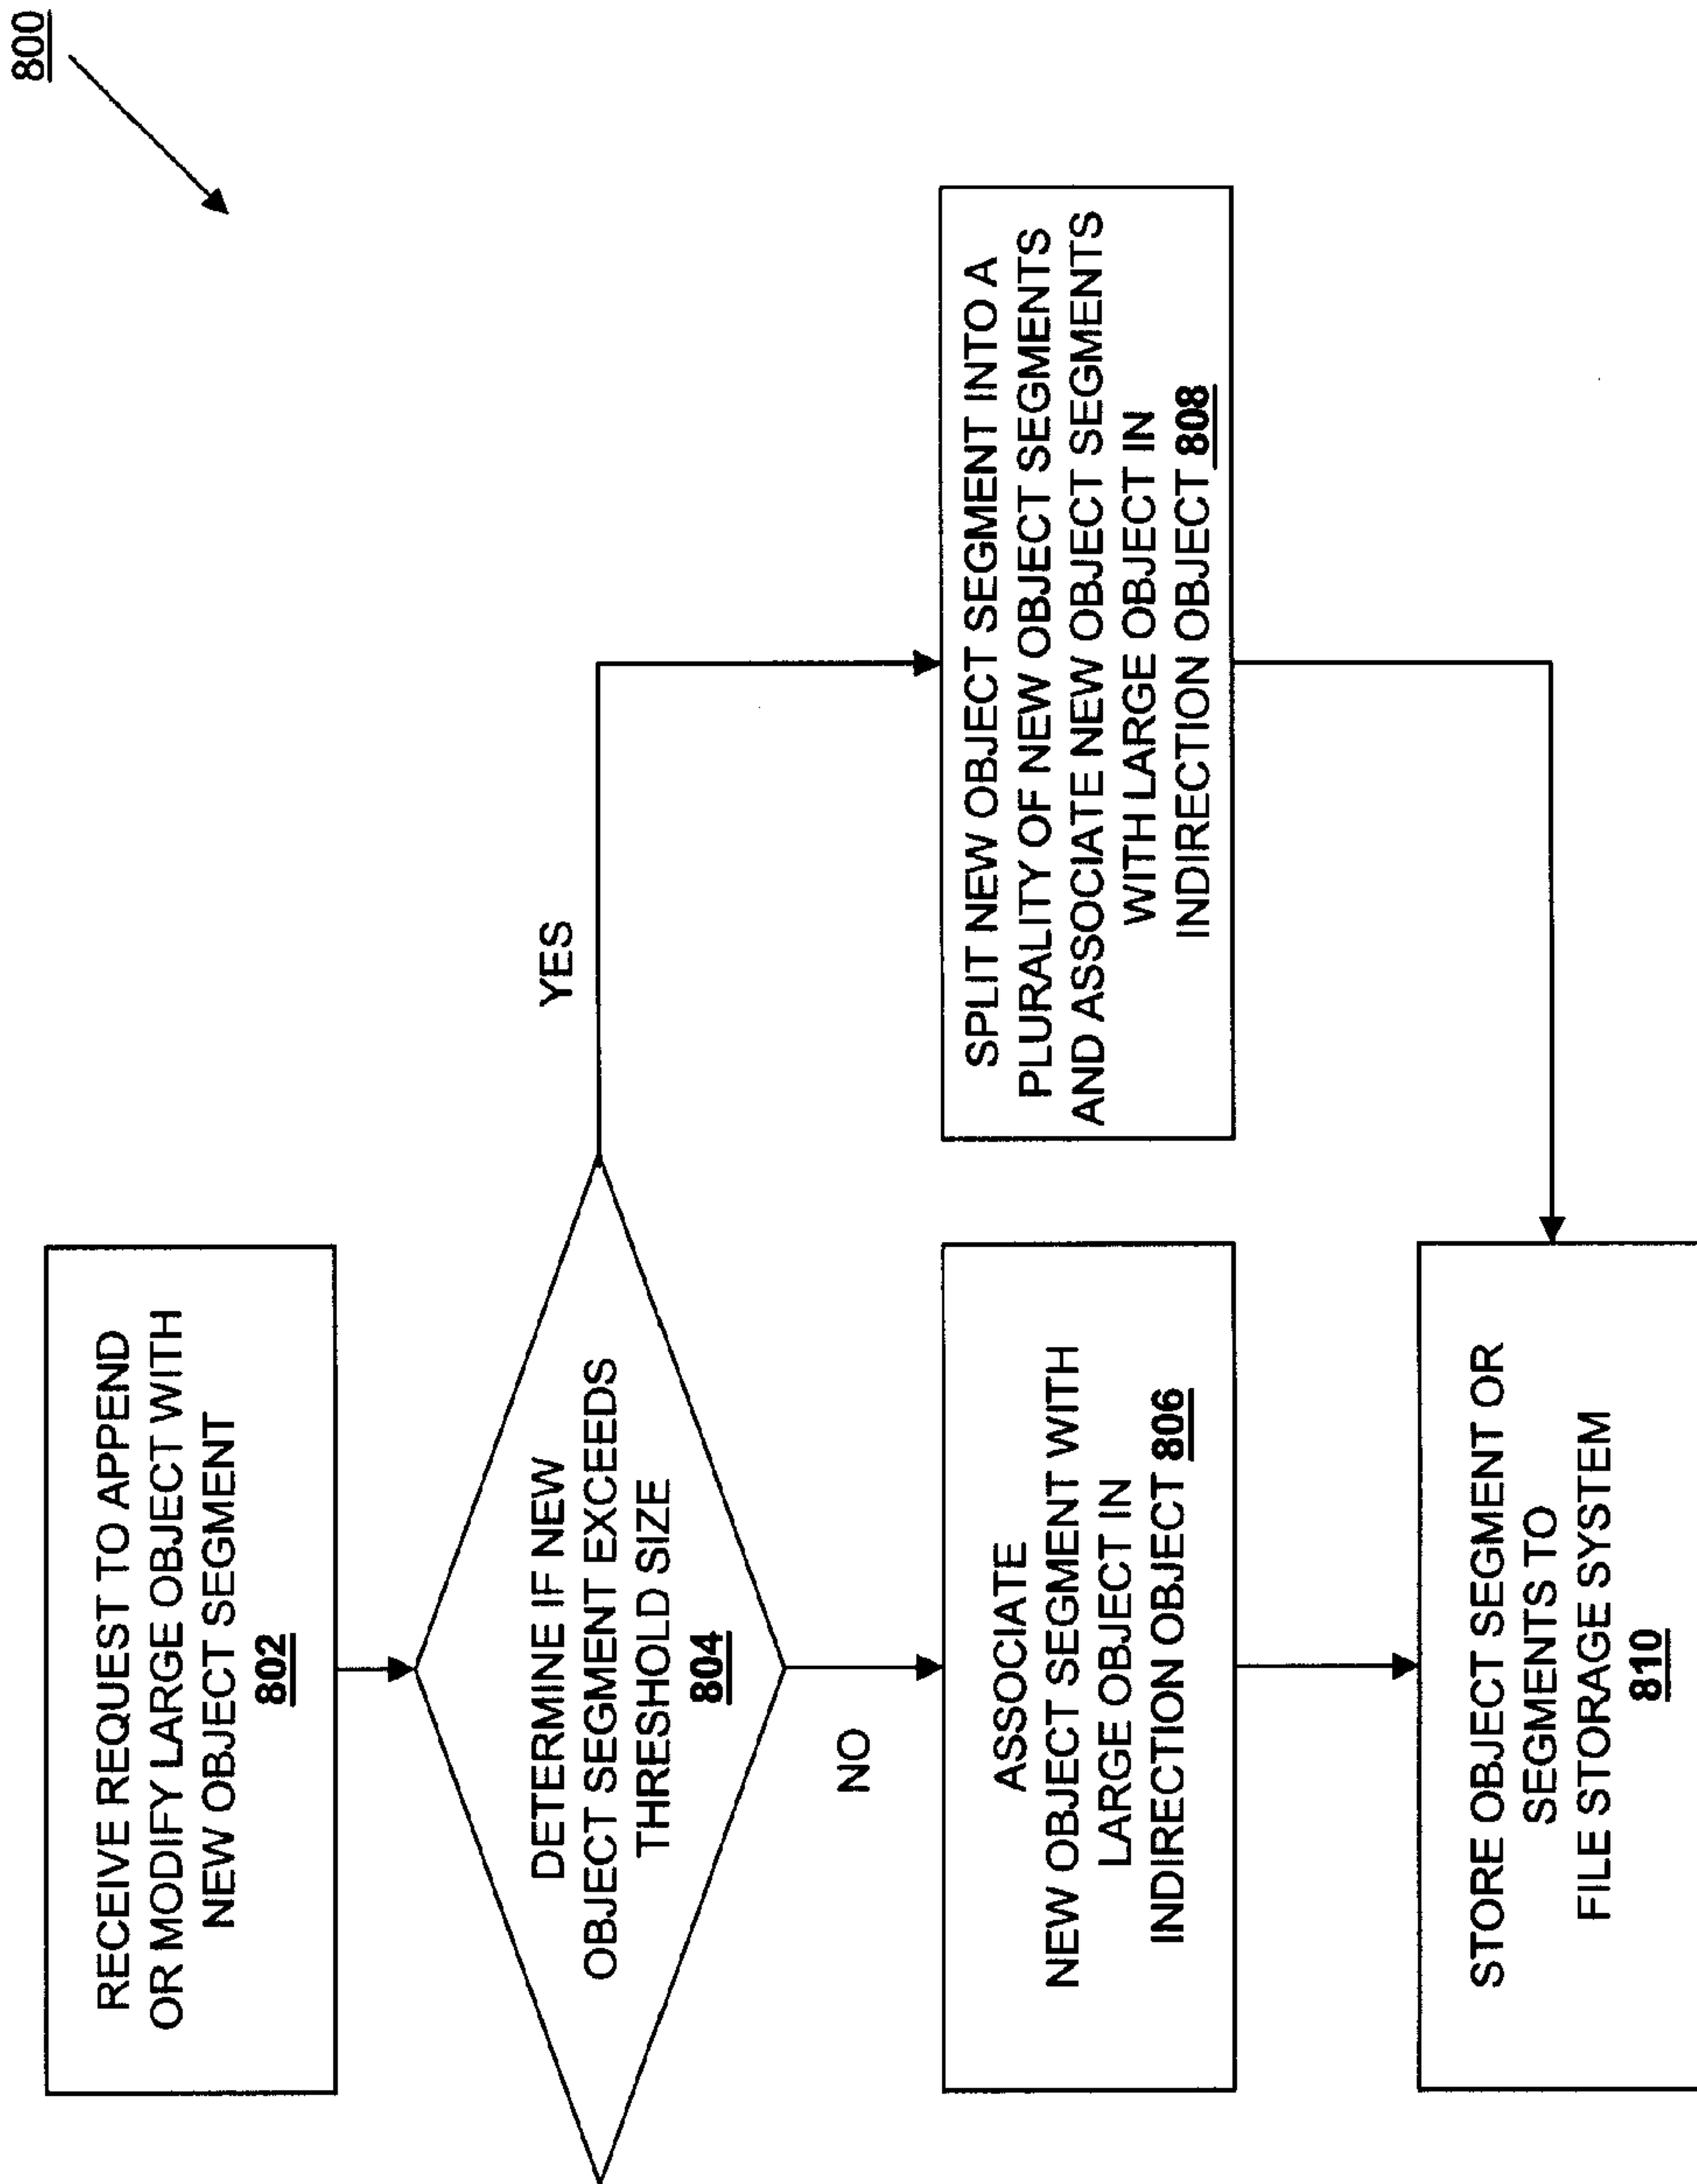 800
RECEIVE REQUEST TO APPEND
OR MODIFY LARGE OBJECT WITH
NEW OBJECT SEGMENT
802
DETERMINE IF NEW
OBJECT SEGMENT EXCEEDS
THRESHOLD SIZE
804
YES
NO
ASSOCIATE
NEW OBJECT SEGMENT WITH
LARGE OBJECT IN
INDIRECTION OBJECT 806
SPLIT NEW OBJECT SEGMENT INTO A
PLURALITY OF NEW OBJECT SEGMENTS
AND ASSOCIATE NEW OBJECT SEGMENTS
WITH LARGE OBJECT IN
INDIRECTION OBJECT 808
STORE OBJECT SEGMENT OR
SEGMENTS TO
FILE STORAGE SYSTEM
810